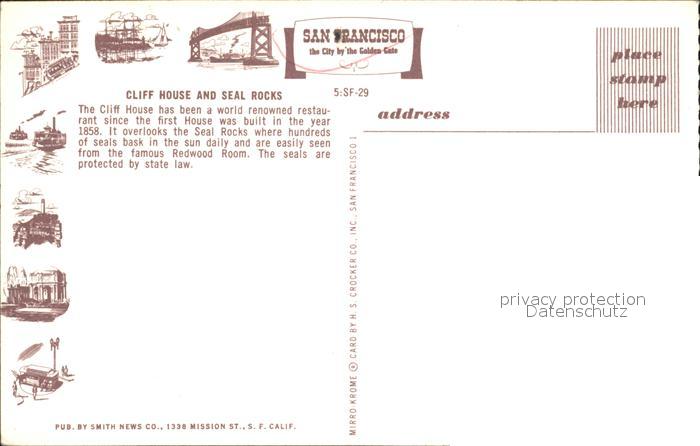 SAN FRANCISCO
the City by the Golden Gate
place
stamp
here
CLIFF HOUSE AND SEAL ROCKS
5:SF-29
The Cliff House has been a world renowned restau-
rant since the first House was built in the year
1858. It overlooks the Seal Rocks where hundreds
of seals bask in the sun daily and are easily seen
from the famous Redwood Room. The seals are
protected by state law.
address
MIRRO-KROME ® CARD BY H. S. CROCKER CO., INC., SAN FRANCISCO 1
privacy protection
Datenschutz
PUB. BY SMITH NEWS CO., 1338 MISSION ST., S. F. CALIF.